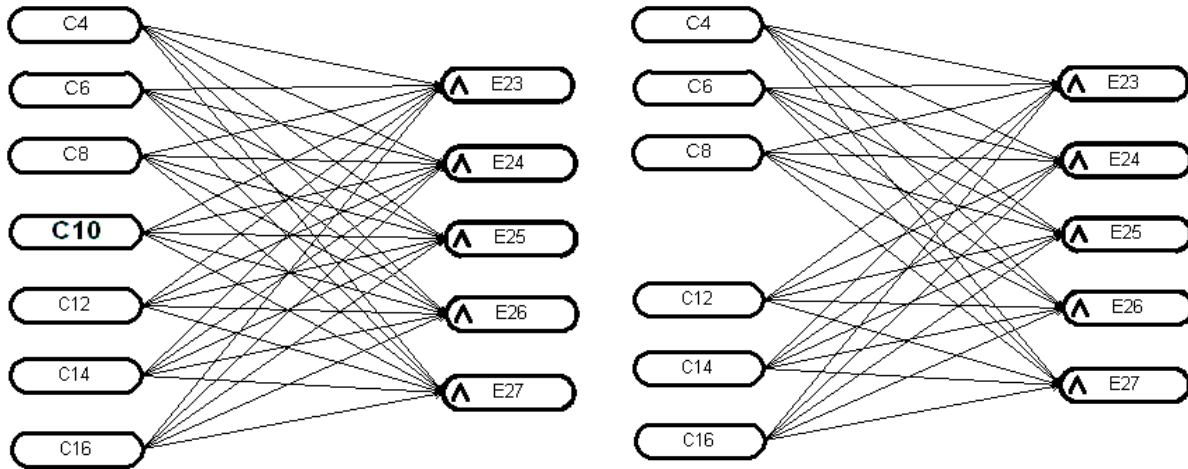 C4
C6
C8
C10
C12
C14
C16
∧ E23
∧ E24
∧ E25
∧ E26
∧ E27
C4
C6
C8
C12
C14
C16
∧ E23
∧ E24
∧ E25
∧ E26
∧ E27